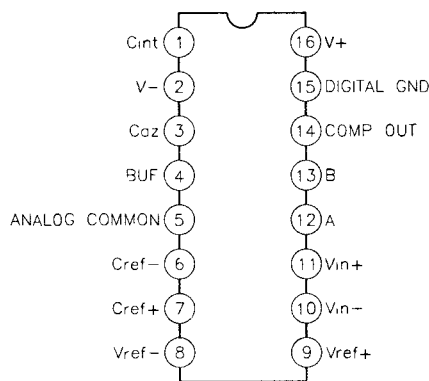 Cint 1 16 V+
V- 2 15 DIGITAL GND
Caz 3 14 COMP OUT
BUF 4 13 B
ANALOG COMMON 5 12 A
Cref- 6 11 Vin+
Cref+ 7 10 Vin-
Vref- 8 9 Vref+